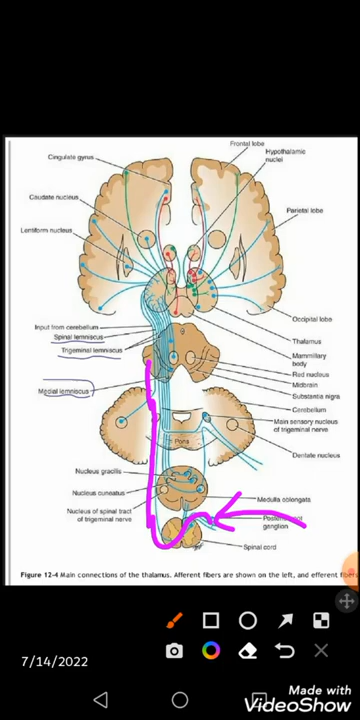 Frontal lobe
Cingulate gyrus
Hypothalamic
nuclei
Caudate nucleus
Parietal lobe
Lentiform nucleus
Occipital lobe
Input from cerebellum
Spinal lemniscus
Thalamus
Trigeminal lemniscus
Mammillary
body
Red nucleus
Midbrain
Medial lemniscus
Substantia nigra
Cerebellum
Main sensory nucleus
of trigeminal nerve
Pons
Dentate nucleus
Nucleus gracilis
Nucleus cuneatus
Medulla oblongata
Nucleus of spinal tract
of trigeminal nerve
ganglion
Spinal cord
Figure 12-4 Main connections of the thalamus. Afferent fibers are shown on the left, and efferent
7/14/2022
Made with
VideoShow